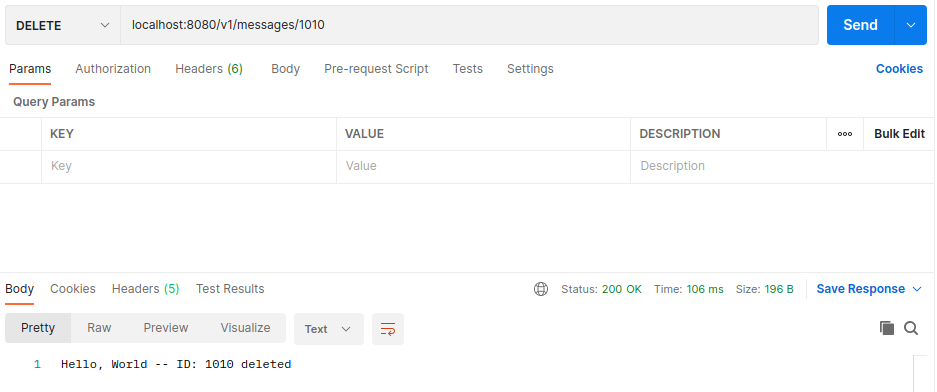 DELETE localhost:8080/v1/messages/1010 Send
Params Authorization Headers (6) Body Pre-request Script Tests Settings Cookies
Query Params
KEY VALUE DESCRIPTION ooo Bulk Edit
Key Value Description
Body Cookies Headers (5) Test Results Status: 200 OK Time: 106 ms Size: 196 B Save Response
Pretty Raw Preview Visualize Text
1 Hello, World -- ID: 1010 deleted